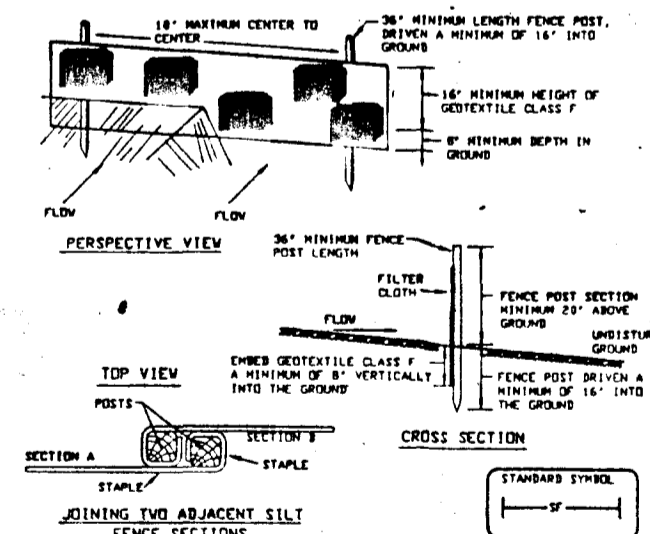 10' MAXIMUM CENTER TO
CENTER
36" MINIMUM LENGTH FENCE POST,
DRIVEN A MINIMUM OF 16" INTO
GROUND
16" MINIMUM HEIGHT OF
GEOTEXTILE CLASS F
8" MINIMUM DEPTH IN
GROUND
FLOW
FLOW
PERSPECTIVE VIEW
36" MINIMUM FENCE
POST LENGTH
FILTER
CLOTH
FENCE POST SECTION
MINIMUM 20" ABOVE
GROUND
FLOW
UNDISTUR
GROUND
EMBED GEOTEXTILE CLASS F
A MINIMUM OF 8" VERTICALLY
INTO THE GROUND
FENCE POST DRIVEN A
MINIMUM OF 16" INTO
THE GROUND
CROSS SECTION
TOP VIEW
POSTS
SECTION A
SECTION B
STAPLE
STAPLE
JOINING TWO ADJACENT SILT
FENCE SECTIONS
STANDARD SYMBOL
SF